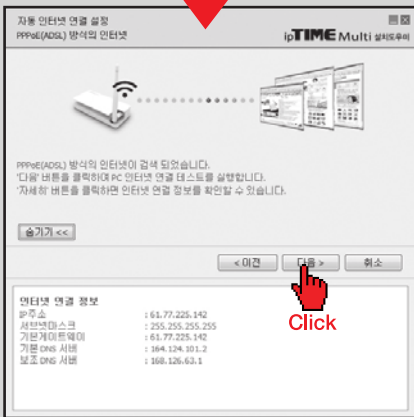 자동 인터넷 연결 설정
PPPoE(ADSL) 방식의 인터넷
ipTIME Multi 설치도우미
PPPoE(ADSL) 방식의 인터넷이 검색 되었습니다.
'다음' 버튼을 클릭하여 PC 인터넷 연결 테스트를 실행합니다.
'자세히' 버튼을 클릭하면 인터넷 연결 정보를 확인할 수 있습니다.
숨기기 <<
< 이전
다음 >
취소
Click
인터넷 연결 정보
IP주소 : 61.77.225.142
서브넷마스크 : 255.255.255.255
기본게이트웨이 : 61.77.225.142
기본 DNS 서버 : 164.124.101.2
보조 DNS 서버 : 168.126.63.1